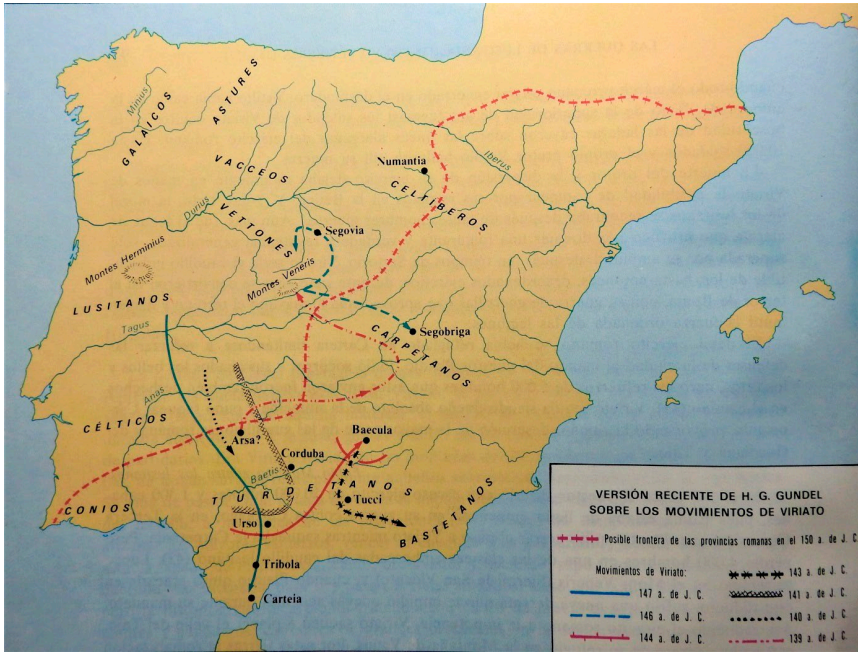 Minius
GALAICOS
ASTURES
VACCEOS
Numantia
Iberus
CELTIBEROS
Durius
VETTONES
Segovia
Montes Herminius
Montes Veneris
LUSITANOS
Tagus
Segobriga
CARPETANOS
Anas
CÉLTICOS
Arsa?
Baecula
Corduba
Baetis
TURDETANOS
Tucci
CONIOS
Urso
BASTETANOS
Tribola
Carteia
VERSIÓN RECIENTE DE H. G. GUNDEL
SOBRE LOS MOVIMIENTOS DE VIRIATO
Posible frontera de las provincias romanas en el 150 a. de J. C.
Movimientos de Viriato:
147 a. de J. C.
146 a. de J. C.
144 a. de J. C.
143 a. de J. C.
141 a. de J. C.
140 a. de J. C.
139 a. de J. C.